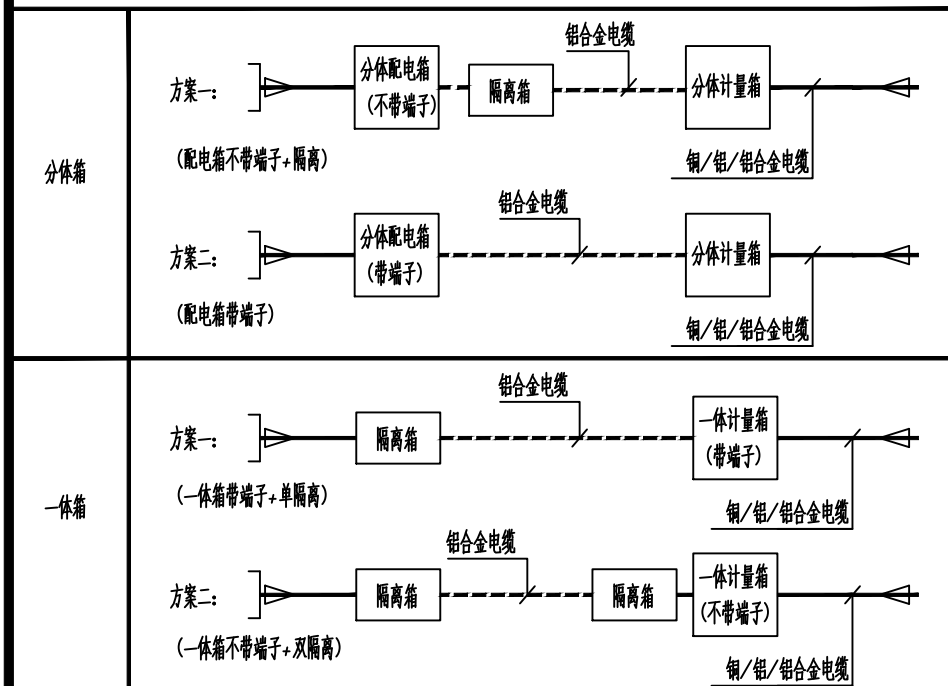 分体箱
方案一:
(配电箱不带端子+隔离)
分体配电箱
(不带端子)
隔离箱
铝合金电缆
分体计量箱
铜/铝/铝合金电缆
方案二:
(配电箱带端子)
分体配电箱
(带端子)
铝合金电缆
分体计量箱
铜/铝/铝合金电缆
一体箱
方案一:
(一体箱带端子+单隔离)
隔离箱
铝合金电缆
一体计量箱
(带端子)
铜/铝/铝合金电缆
方案二:
(一体箱不带端子+双隔离)
隔离箱
铝合金电缆
隔离箱
一体计量箱
(不带端子)
铜/铝/铝合金电缆